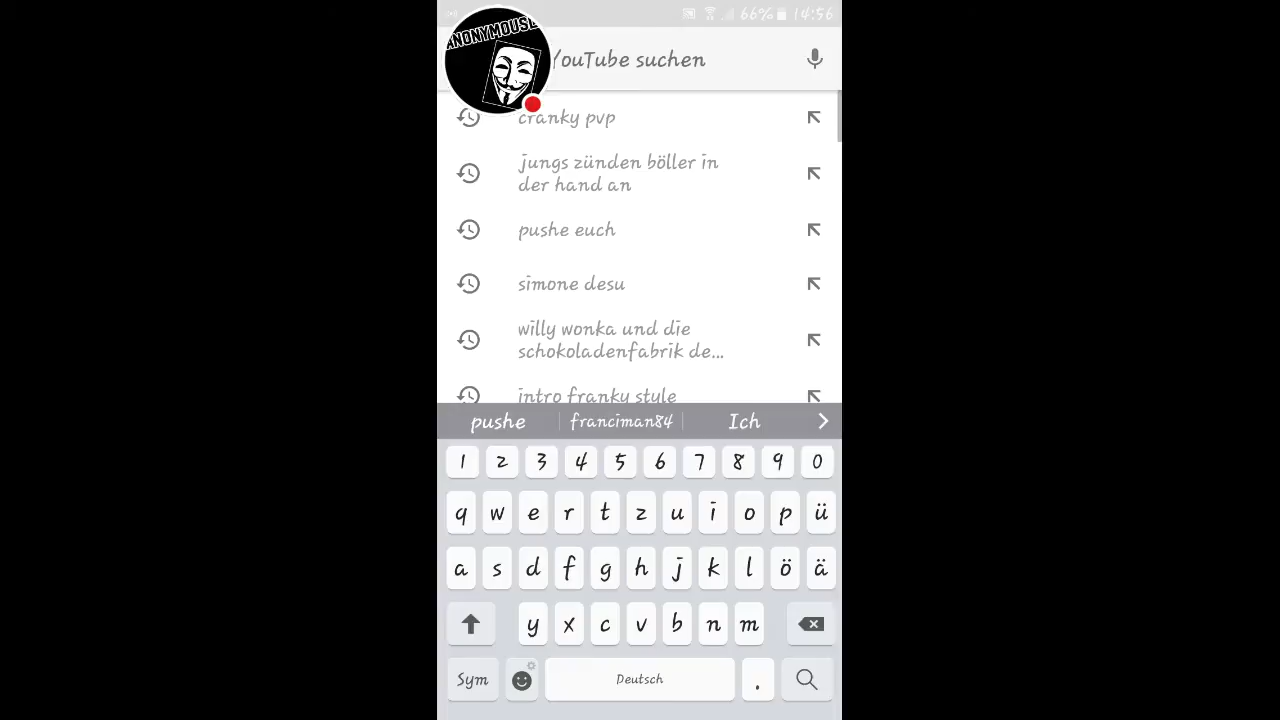 66% 14:56
ANONYMOUSE
YouTube suchen
cranky pvp
jungs zünden böller in
der hand an
pushe euch
simone desu
willy wonka und die
schokoladenfabrik de...
intro franky style
pushe franciman84 Ich
1 2 3 4 5 6 7 8 9 0
q w e r t z u i o p ü
a s d f g h j k l ö ä
y x c v b n m
Sym Deutsch .